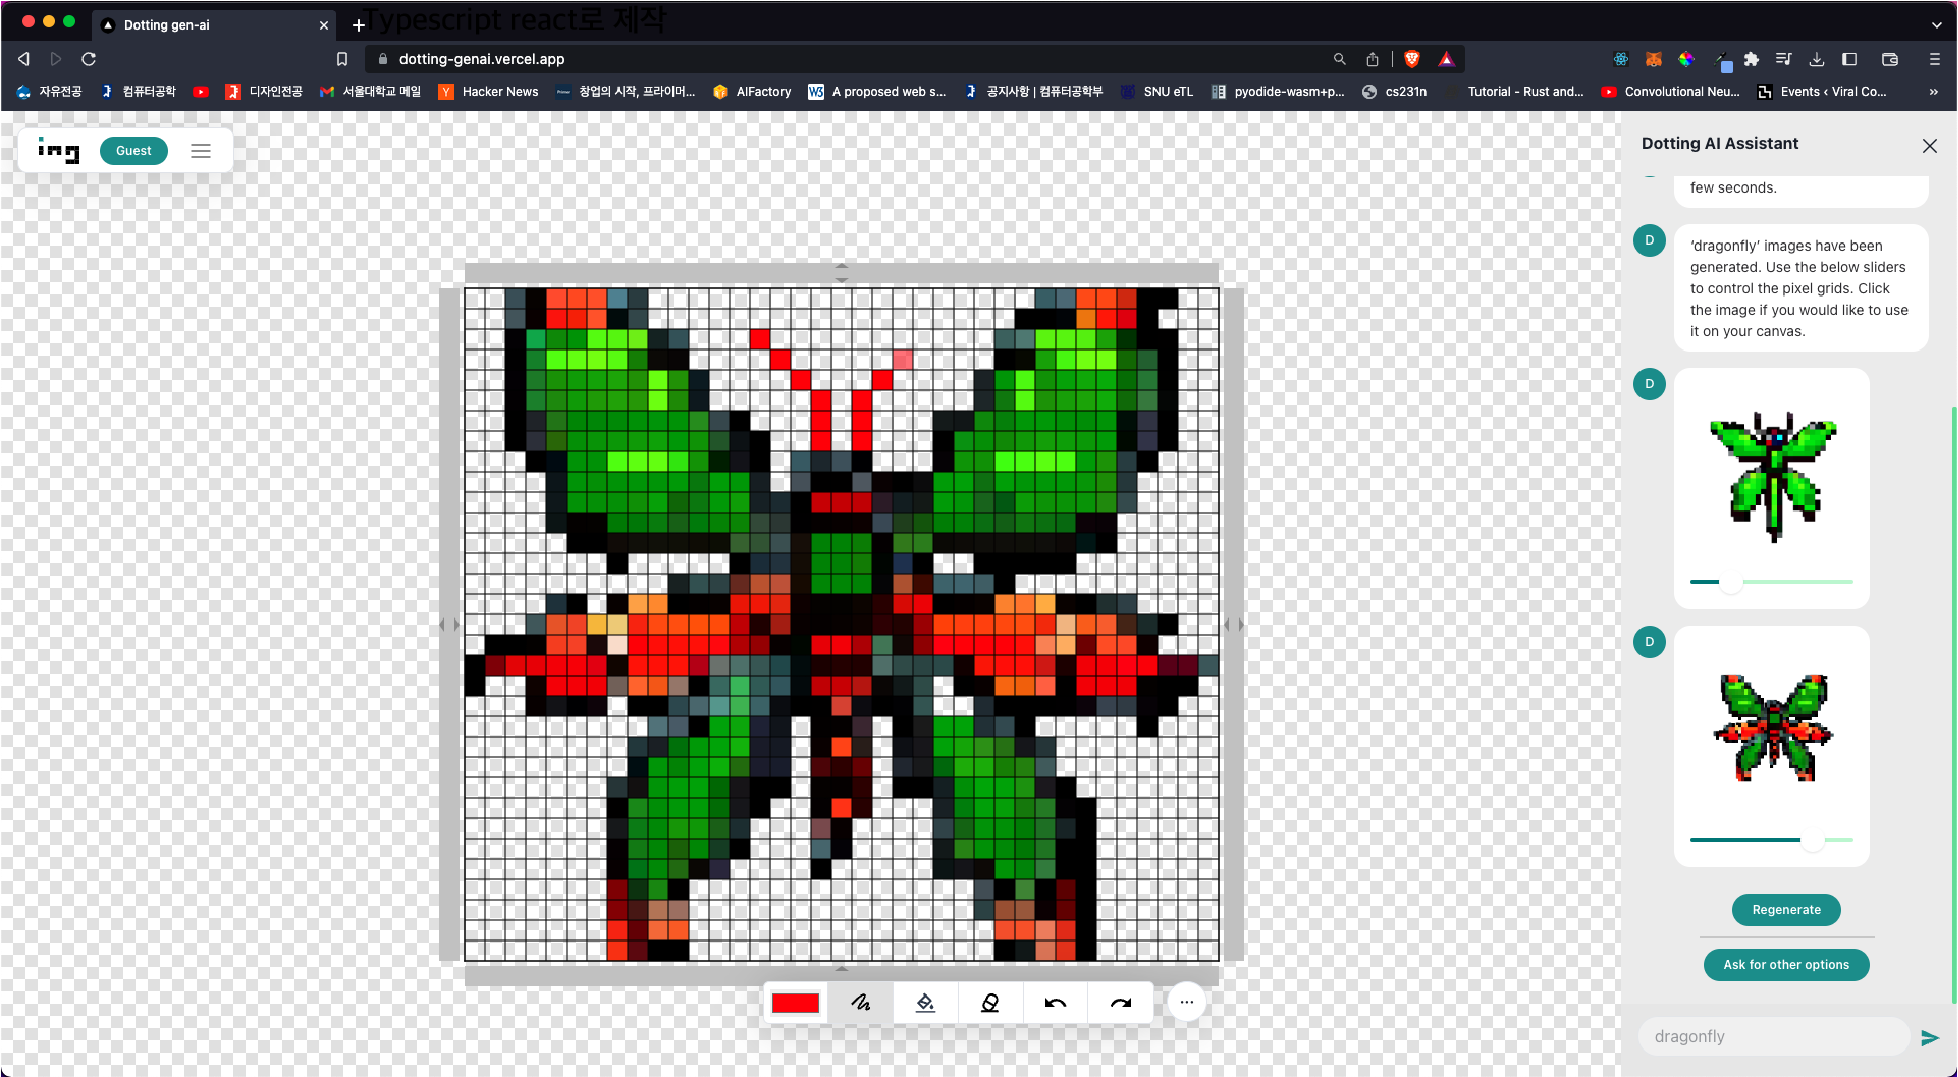 Typescript react로 제작
Dotting gen-ai
dotting-genai.vercel.app
자유전공
컴퓨터공학
디자인전공
서울대학교 메일
Hacker News
창업의 시작, 프라이머...
AIFactory
A proposed web s...
공지사항 | 컴퓨터공학부
SNU eTL
pyodide-wasm+p...
cs231n
Tutorial - Rust and...
Convolutional Neu...
Events ‹ Viral Co...
»
img
Guest
Dotting AI Assistant
few seconds.
D
'dragonfly' images have been
generated. Use the below sliders
to control the pixel grids. Click
the image if you would like to use
it on your canvas.
D
D
Regenerate
Ask for other options
dragonfly